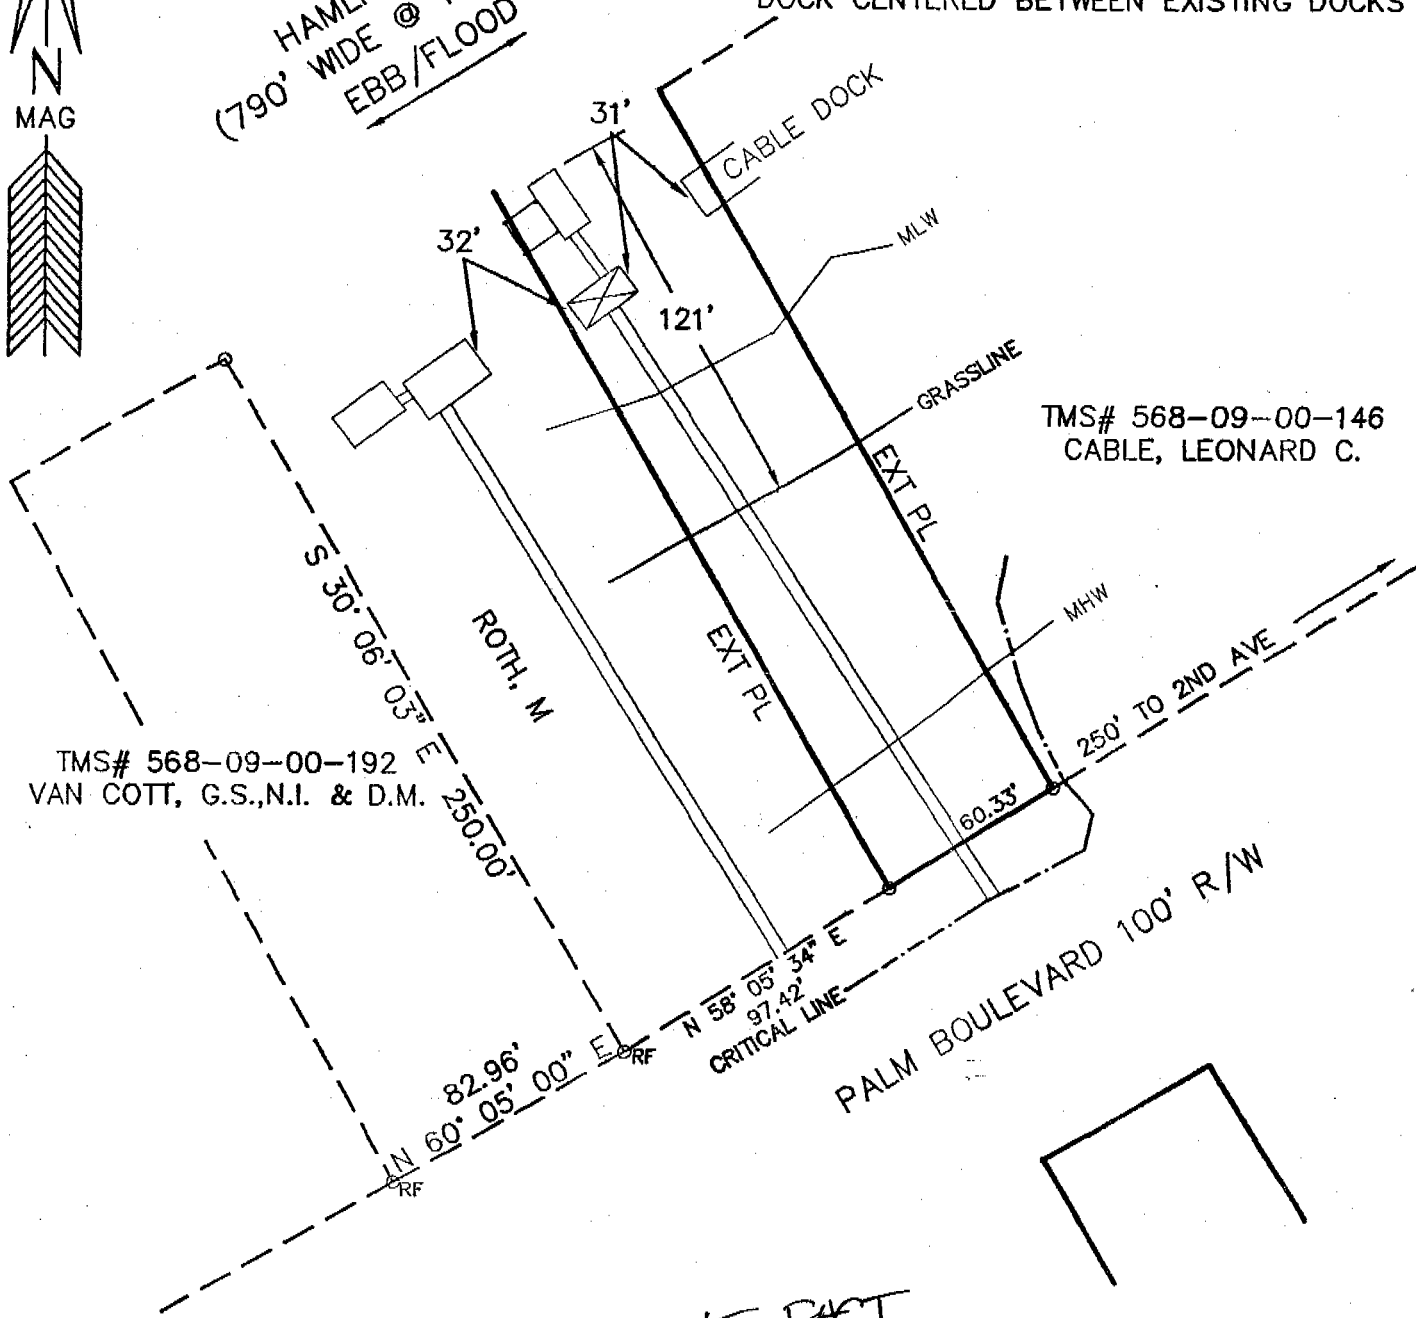 DOCK CENTERED BETWEEN EXISTING DOCKS
(790' WIDE @
EBB/FLOOD
N
MAG
31'
CABLE DOCK
32'
MLW
121'
GRASSLINE
TMS# 568-09-00-146
CABLE, LEONARD C.
EXT PL
S 30° 06' 03" E 250.00'
ROTH, M
EXT PL
MHW
250' TO 2ND AVE
TMS# 568-09-00-192
VAN COTT, G.S.,N.I. & D.M.
60.33'
N 58° 05' 34" E
97.42'
CRITICAL LINE
PALM BOULEVARD 100' R/W
RF
82.96'
N 60° 05' 00" E
RF